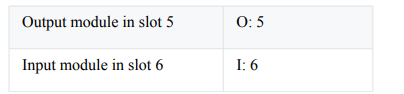 Output module in slot 5 O: 5
Input module in slot 6 I: 6